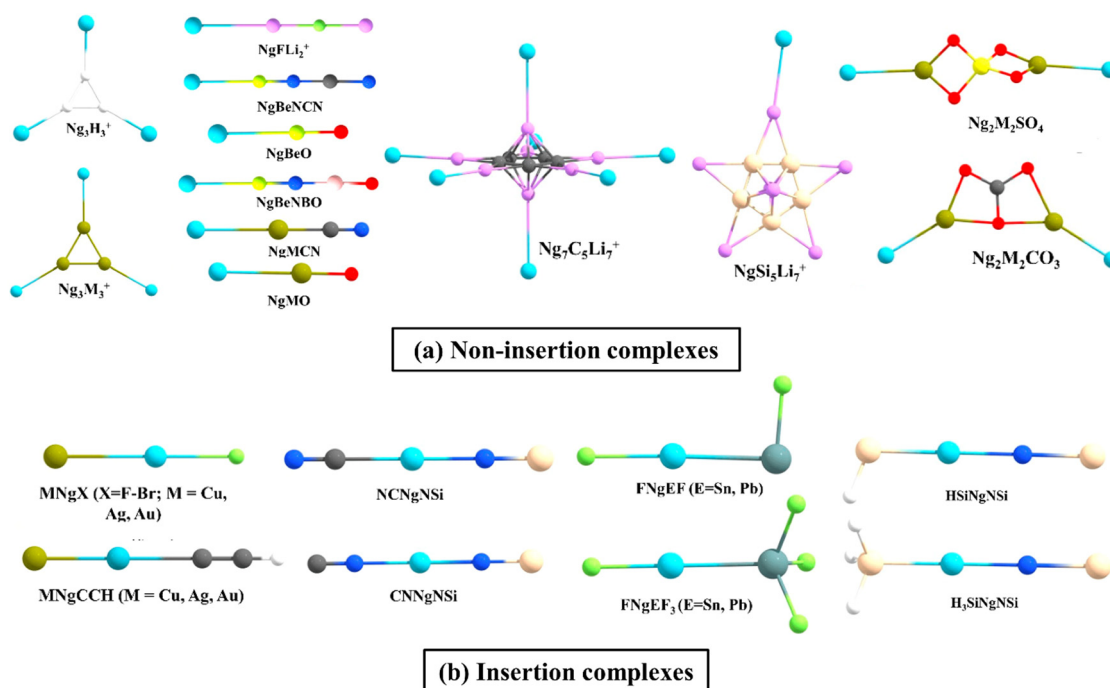 Ng₃H₃⁺
NgFLi₂⁺
NgBeNCN
NgBeO
NgBeNBO
NgMCN
NgMO
Ng₃M₃⁺
Ng₇C₅Li₇⁺
NgSi₅Li₇⁺
Ng₂M₂SO₄
Ng₂M₂CO₃
(a) Non-insertion complexes
MNgX (X=F-Br; M = Cu,
Ag, Au)
NCNgNSi
FNgEF (E=Sn, Pb)
HSiNgNSi
MNgCCH (M = Cu, Ag, Au)
CNNgNSi
FNgEF₃ (E=Sn, Pb)
H₃SiNgNSi
(b) Insertion complexes